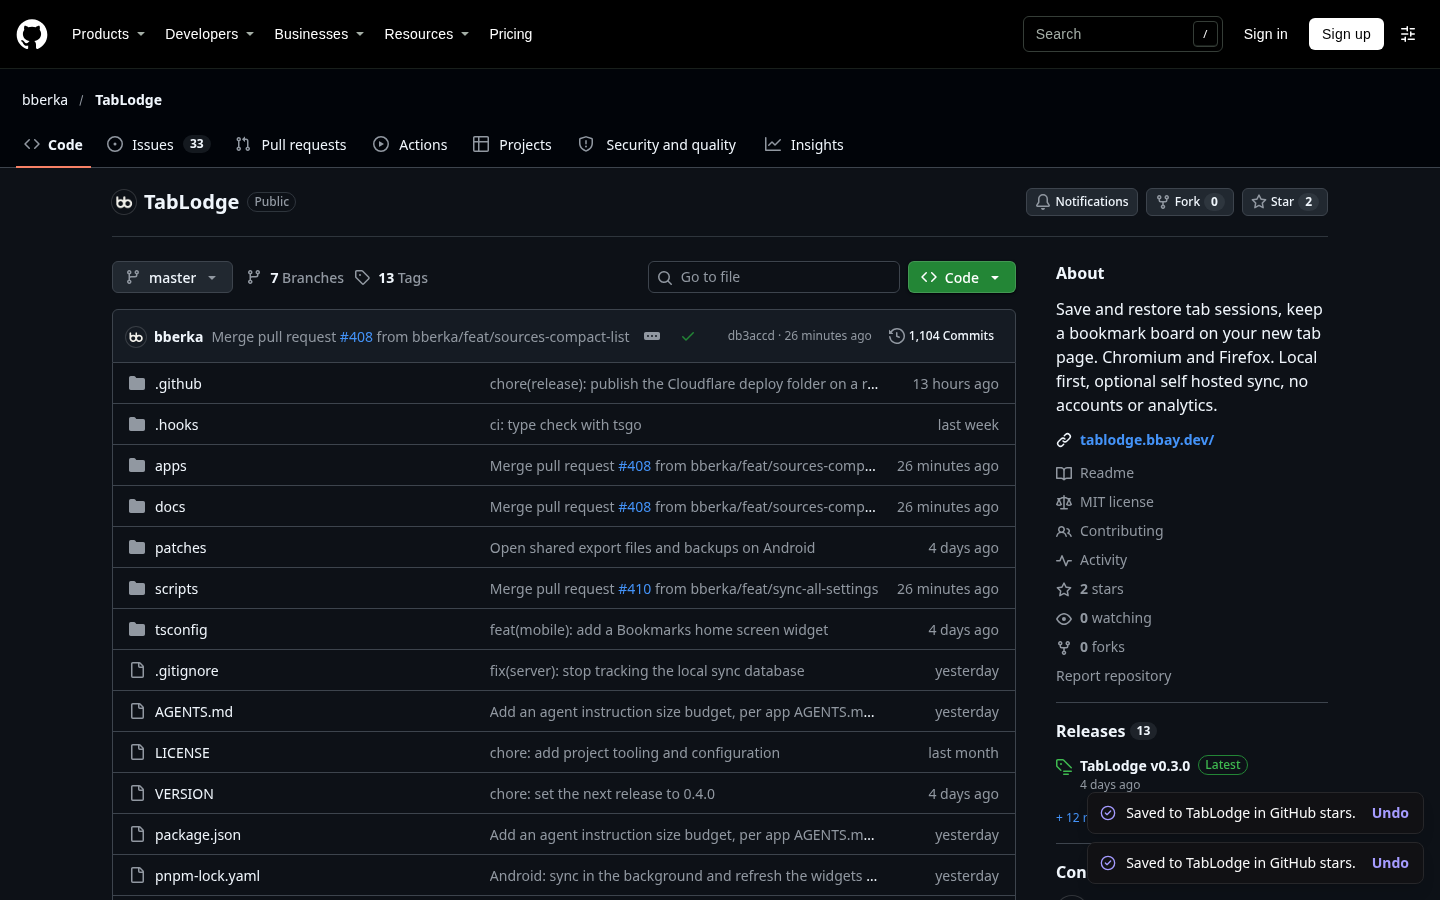 Products Developers Businesses Resources Pricing Search / Sign in Sign up
bberka / TabLodge
Code Issues 33 Pull requests Actions Projects Security and quality Insights
bb TabLodge Public Notifications Fork 0 Star 2
master 7 Branches 13 Tags Go to file Code
bb bberka Merge pull request #408 from bberka/feat/sources-compact-list db3accd · 26 minutes ago 1,104 Commits
.github chore(release): publish the Cloudflare deploy folder on a r... 13 hours ago
.hooks ci: type check with tsgo last week
apps Merge pull request #408 from bberka/feat/sources-comp... 26 minutes ago
docs Merge pull request #408 from bberka/feat/sources-comp... 26 minutes ago
patches Open shared export files and backups on Android 4 days ago
scripts Merge pull request #410 from bberka/feat/sync-all-settings 26 minutes ago
tsconfig feat(mobile): add a Bookmarks home screen widget 4 days ago
.gitignore fix(server): stop tracking the local sync database yesterday
AGENTS.md Add an agent instruction size budget, per app AGENTS.m... yesterday
LICENSE chore: add project tooling and configuration last month
VERSION chore: set the next release to 0.4.0 4 days ago
package.json Add an agent instruction size budget, per app AGENTS.m... yesterday
pnpm-lock.yaml Android: sync in the background and refresh the widgets ... yesterday
About
Save and restore tab sessions, keep
a bookmark board on your new tab
page. Chromium and Firefox. Local
first, optional self hosted sync, no
accounts or analytics.
tablodge.bbay.dev/
Readme
MIT license
Contributing
Activity
2 stars
0 watching
0 forks
Report repository
Releases 13
TabLodge v0.3.0 Latest
4 days ago
+ 12
Saved to TabLodge in GitHub stars. Undo
Saved to TabLodge in GitHub stars. Undo